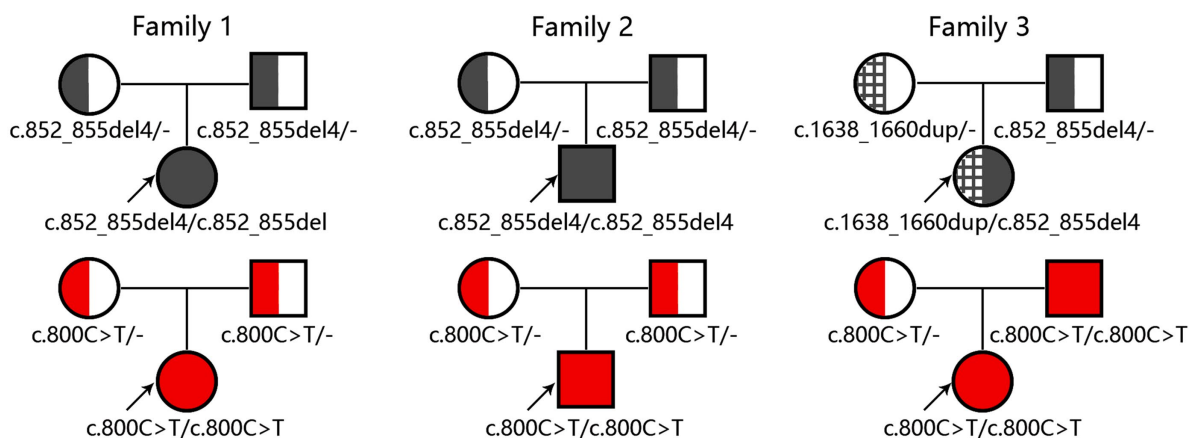 Family 1
Family 2
Family 3
c.852_855del4/-
c.852_855del4/-
c.852_855del4/-
c.852_855del4/-
c.1638_1660dup/-
c.852_855del4/-
c.852_855del4/c.852_855del
c.852_855del4/c.852_855del4
c.1638_1660dup/c.852_855del4
c.800C>T/-
c.800C>T/-
c.800C>T/-
c.800C>T/-
c.800C>T/-
c.800C>T/c.800C>T
c.800C>T/c.800C>T
c.800C>T/c.800C>T
c.800C>T/c.800C>T